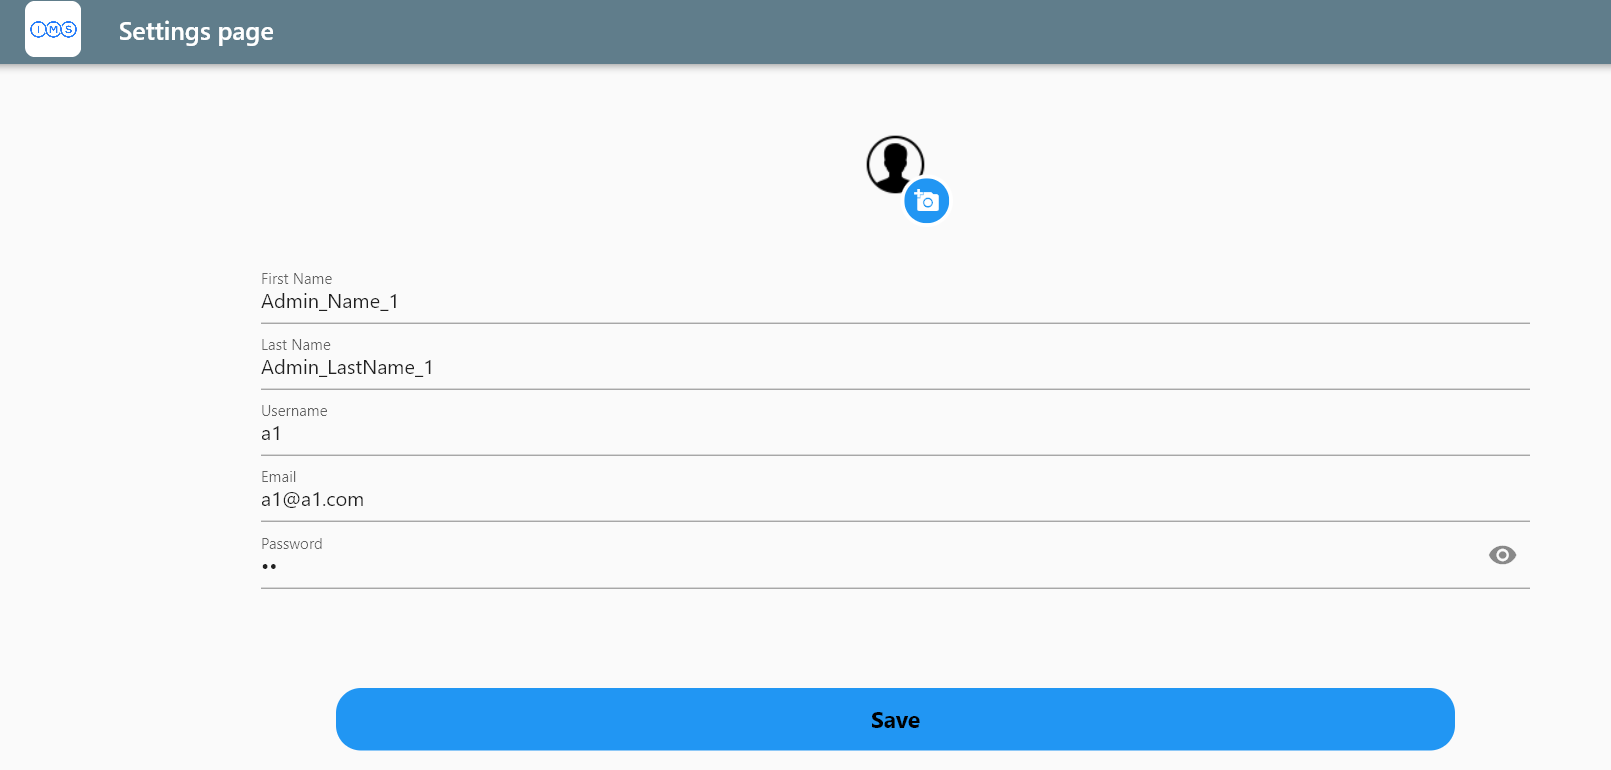 IMS
Settings page
First Name
Admin_Name_1
Last Name
Admin_LastName_1
Username
a1
Email
a1@a1.com
Password
••
Save